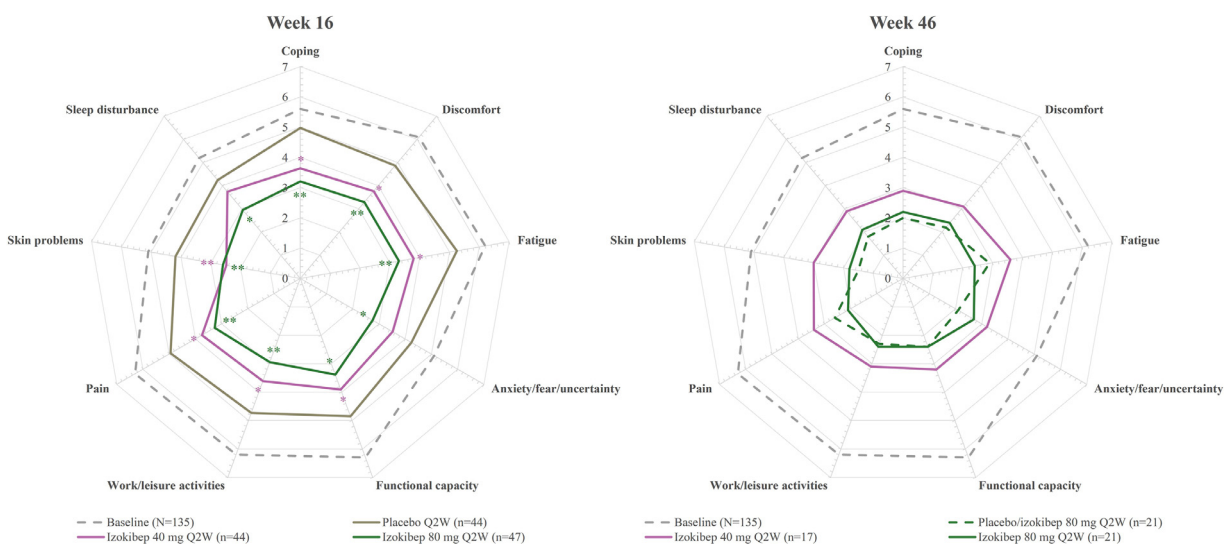 Week 16
Coping
7
6
5
4
3
2
1
0
Discomfort
Fatigue
Anxiety/fear/uncertainty
Functional capacity
Work/leisure activities
Pain
Skin problems
Sleep disturbance
*
*
*
*
*
*
**
**
**
**
*
*
**
**
**
*
Baseline (N=135)
Placebo Q2W (n=44)
Izokibep 40 mg Q2W (n=44)
Izokibep 80 mg Q2W (n=47)
Week 46
Coping
7
6
5
4
3
2
1
0
Discomfort
Fatigue
Anxiety/fear/uncertainty
Functional capacity
Work/leisure activities
Pain
Skin problems
Sleep disturbance
Baseline (N=135)
Placebo/izokibep 80 mg Q2W (n=21)
Izokibep 40 mg Q2W (n=17)
Izokibep 80 mg Q2W (n=21)